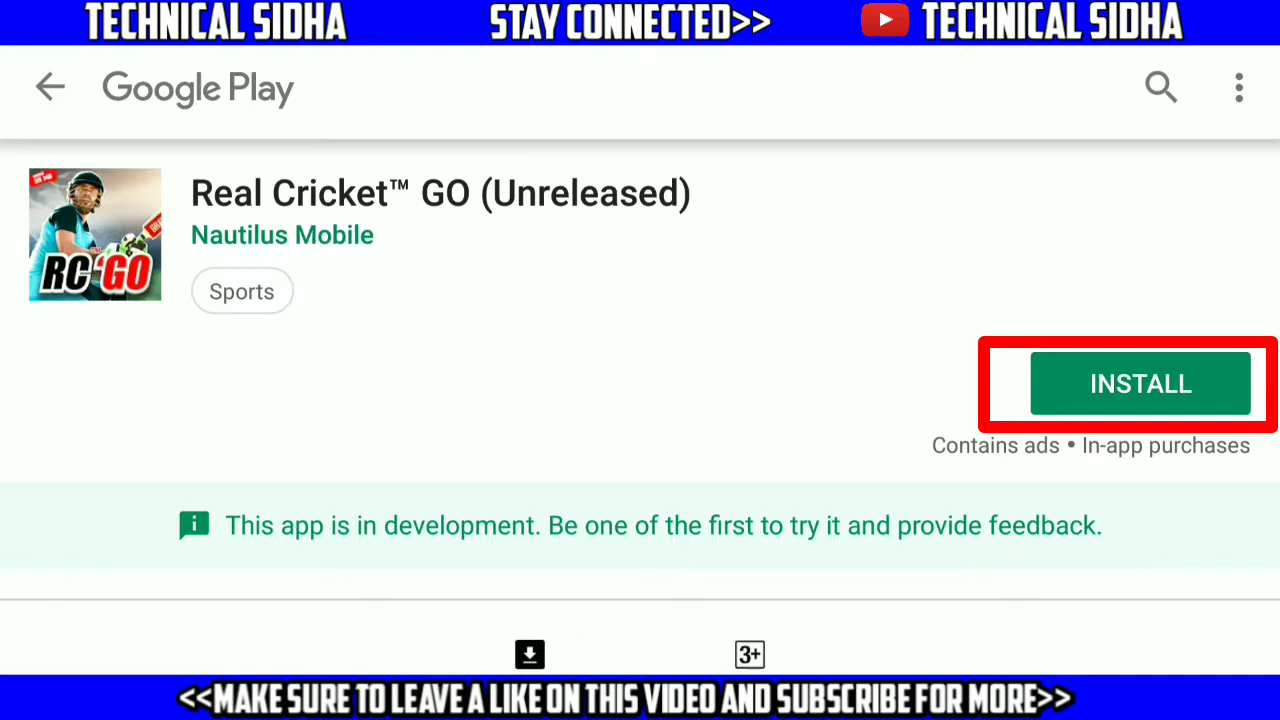 TECHNICAL SIDHA STAY CONNECTED>> TECHNICAL SIDHA
Google Play
Real Cricket™ GO (Unreleased)
Nautilus Mobile
RC GO
Sports
INSTALL
Contains ads • In-app purchases
This app is in development. Be one of the first to try it and provide feedback.
3+
<<MAKE SURE TO LEAVE A LIKE ON THIS VIDEO AND SUBSCRIBE FOR MORE>>